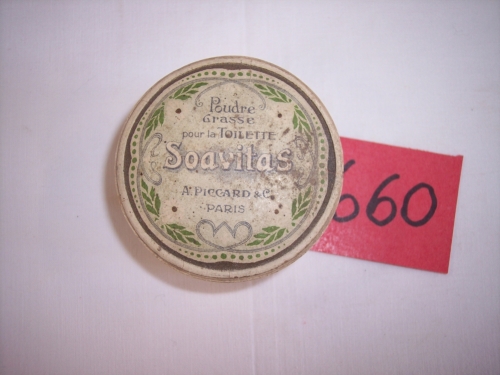 Poudre
Grasse
pour la TOILETTE
Soavitas
A. PICCARD & Cie
PARIS
660